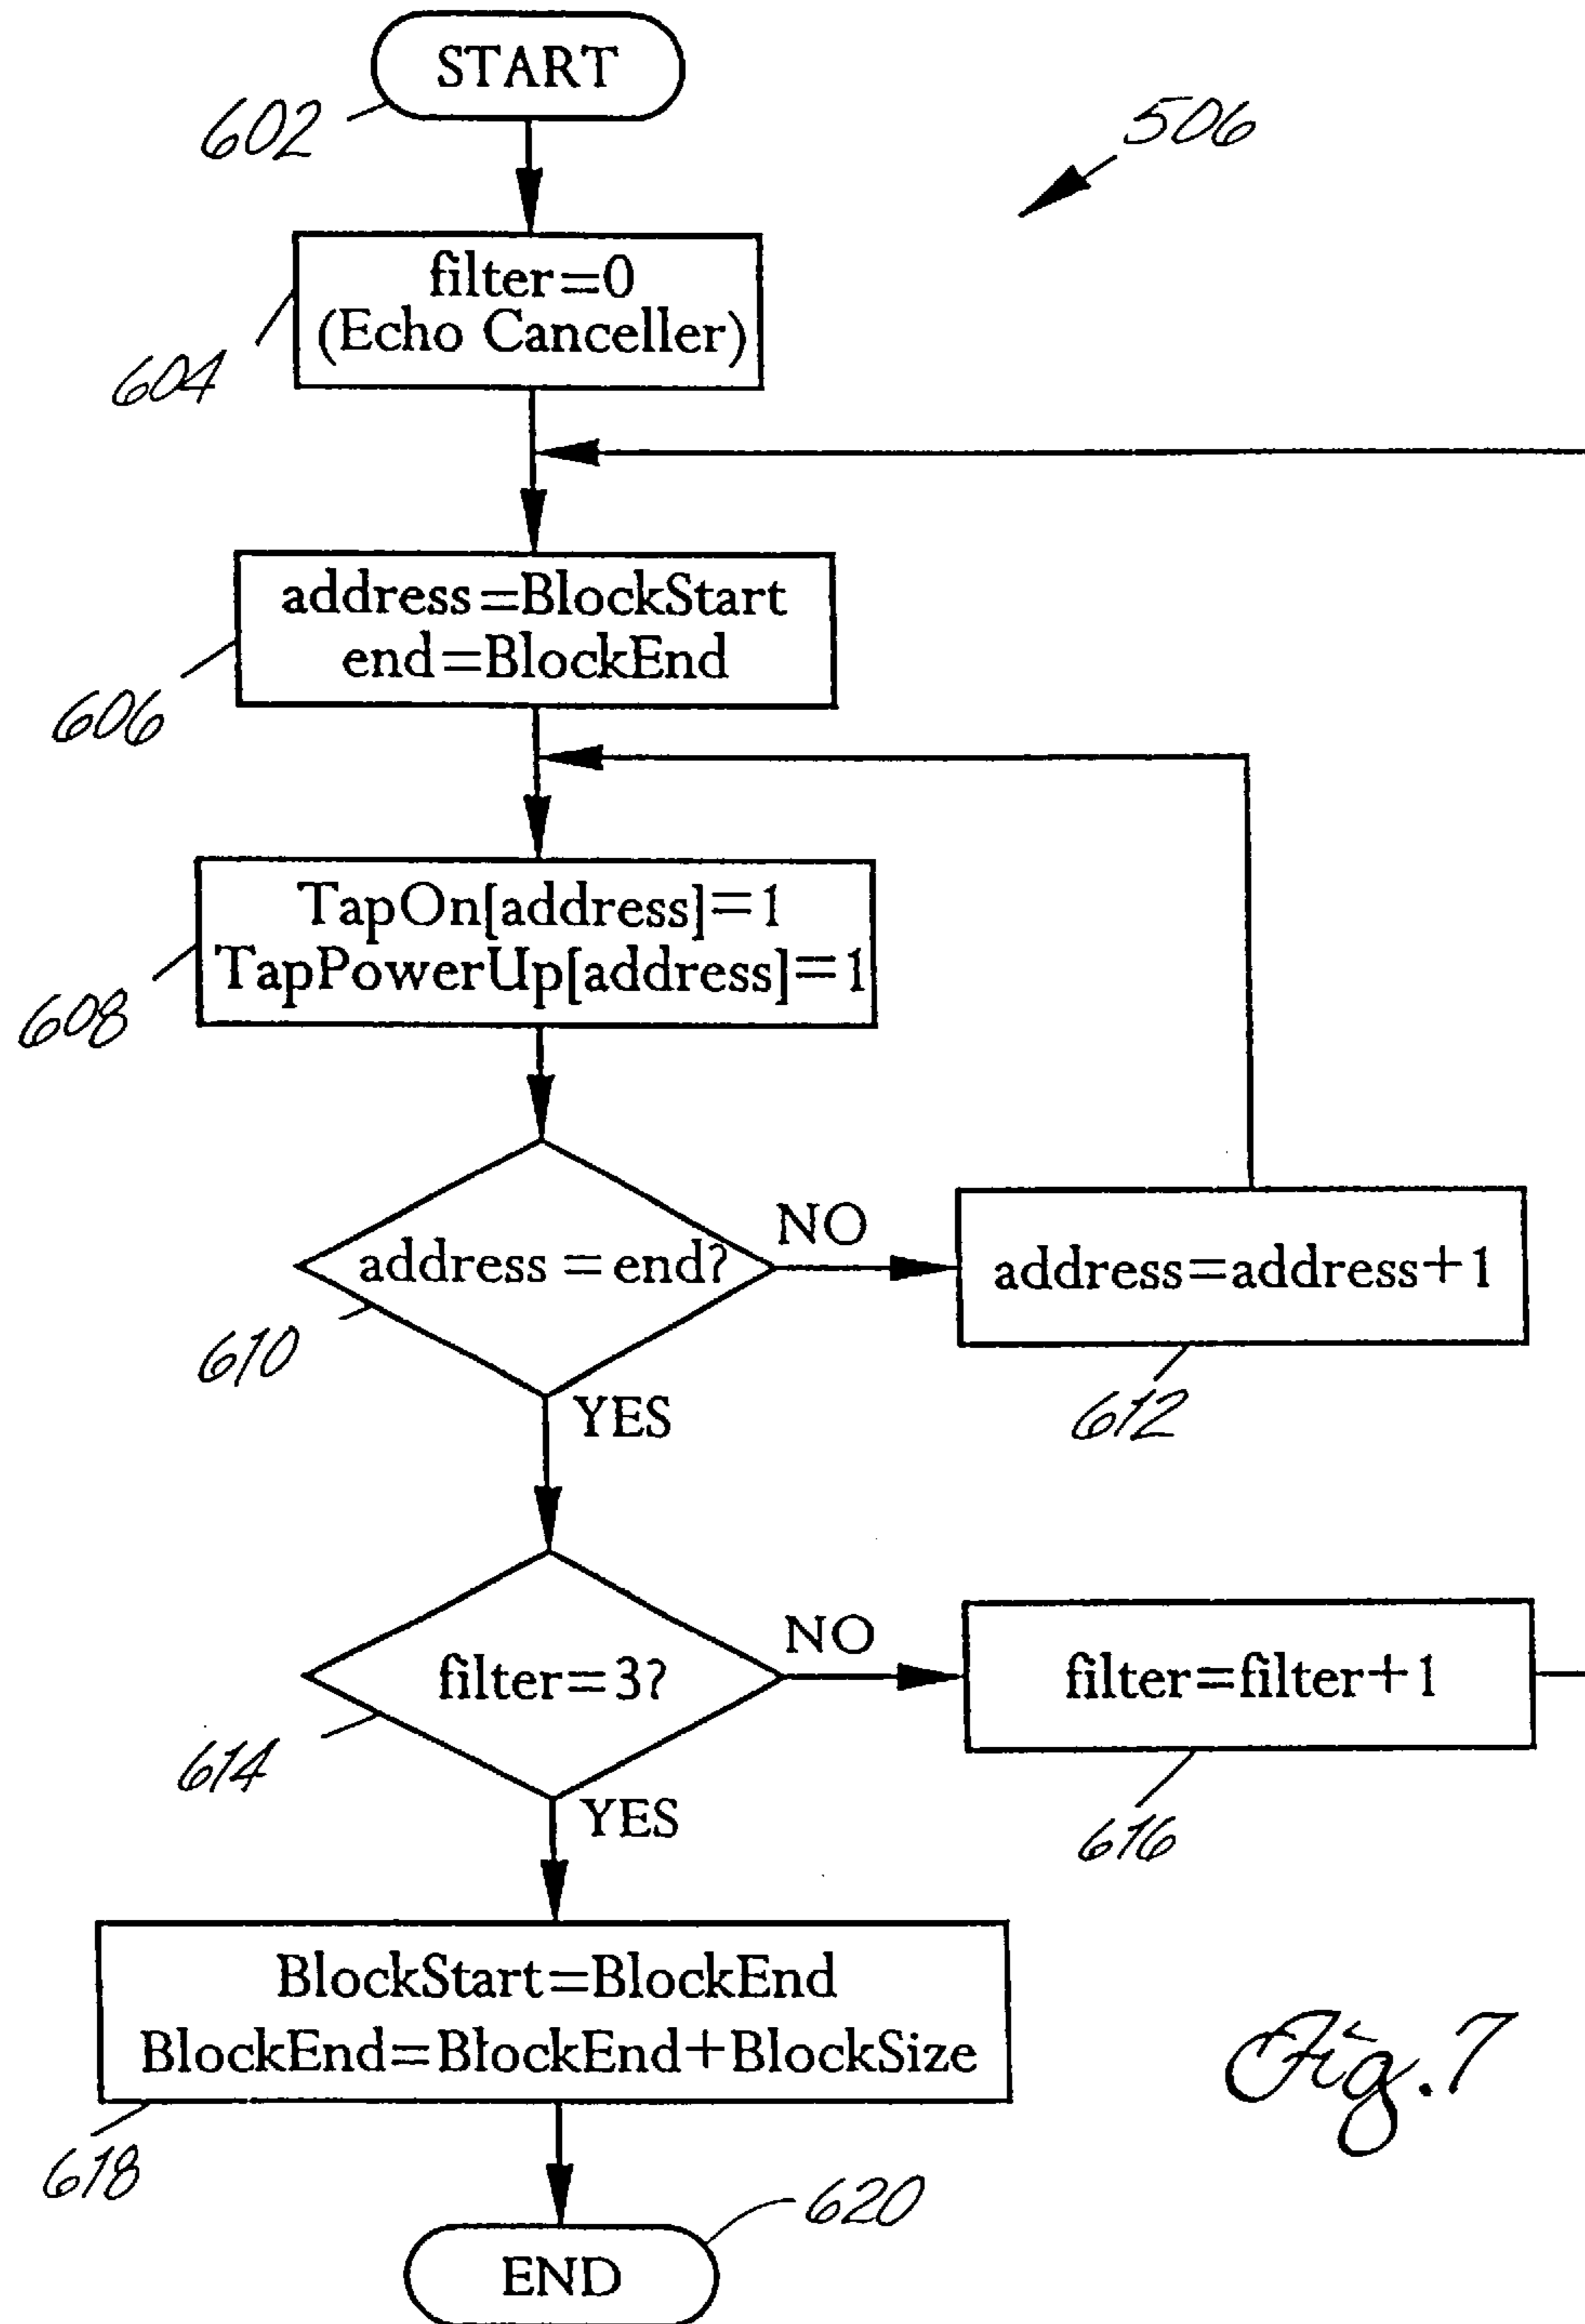 START
602
506
filter=0
(Echo Canceller)
604
address=BlockStart
end=BlockEnd
606
TapOn[address]=1
TapPowerUp[address]=1
608
address=end?
NO
address=address+1
610
612
YES
filter=3?
NO
filter=filter+1
614
616
YES
BlockStart=BlockEnd
BlockEnd=BlockEnd+BlockSize
618
Fig. 7
END
620